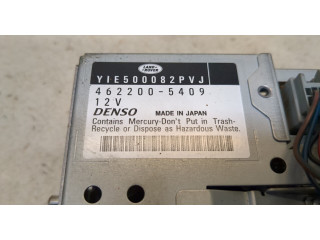 LAND-
ROVER
YIE500082PVJ
462200-5409
12V
DENSO MADE IN JAPAN
Contains Mercury-Don't Put in Trash-
Recycle or Dispose as Hazardous Waste.